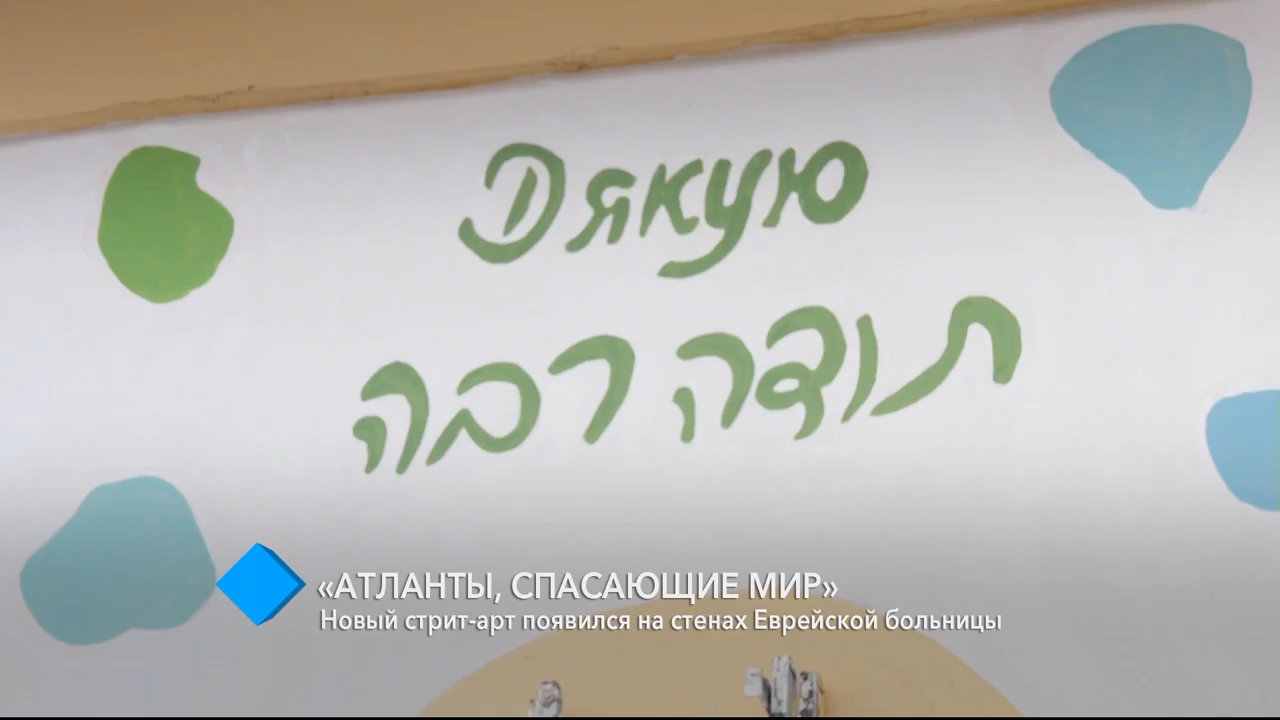 Дякую
תודה רבה
«АТЛАНТЫ, СПАСАЮЩИЕ МИР»
Новый стрит-арт появился на стенах Еврейской больницы